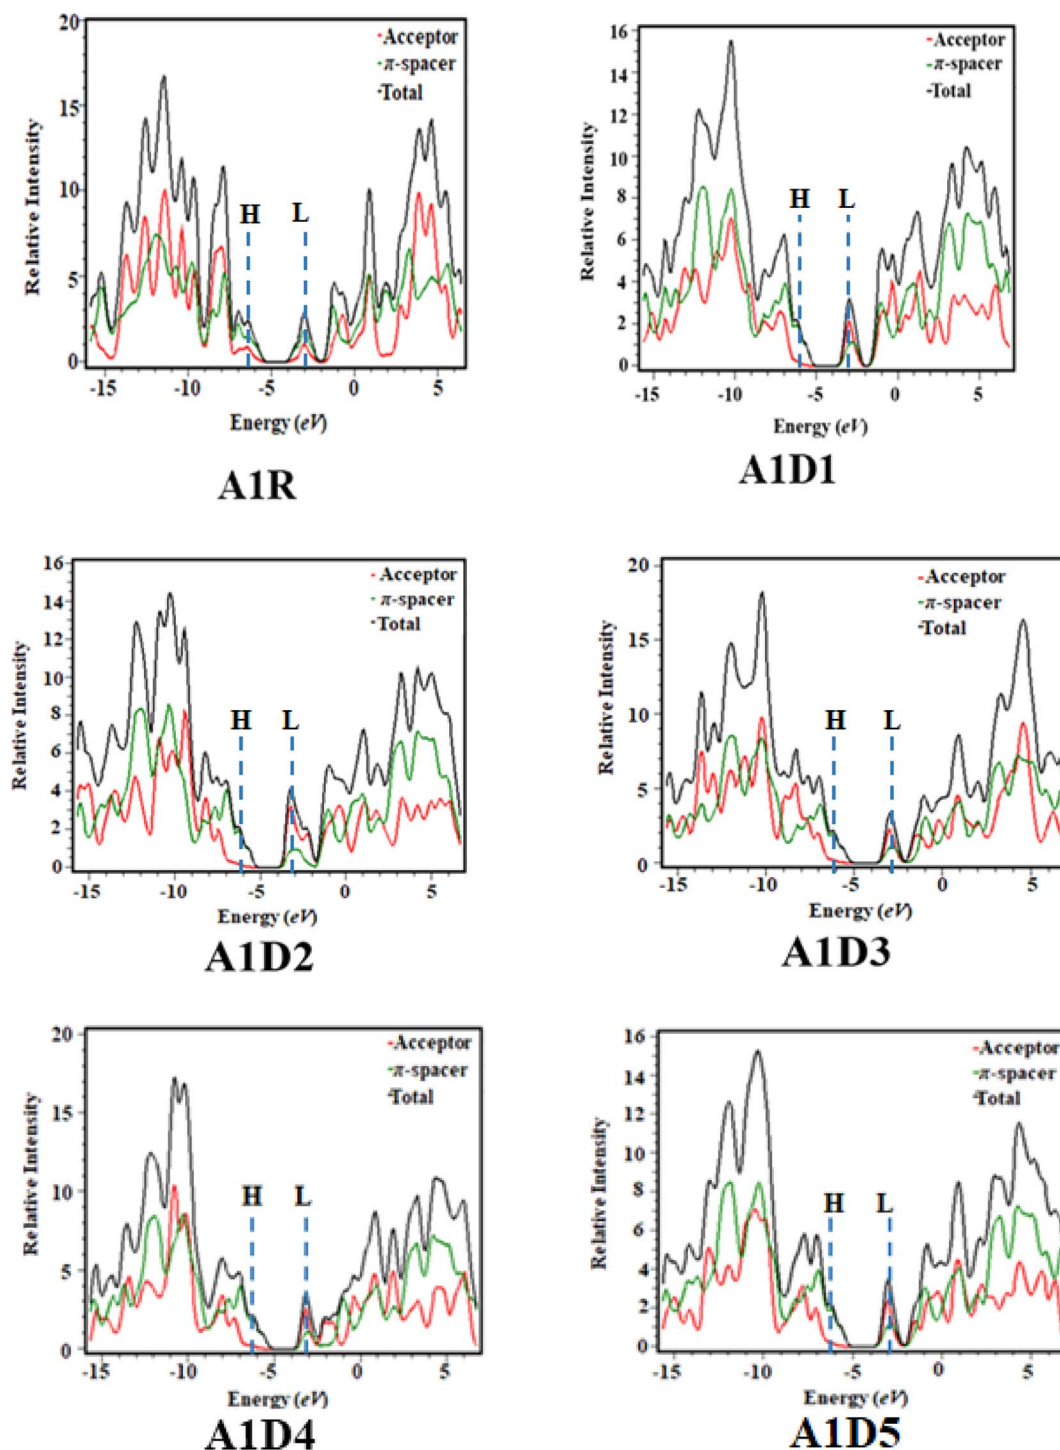 20
15
10
5
0
Relative Intensity
-Acceptor
-π-spacer
-Total
H
L
-15
-10
-5
0
5
Energy (eV)
A1R
16
14
12
10
8
6
4
2
0
Relative Intensity
-Acceptor
-π-spacer
-Total
H
L
-15
-10
-5
0
5
Energy (eV)
A1D1
16
14
12
10
8
6
4
2
0
Relative Intensity
-Acceptor
-π-spacer
-Total
H
L
-15
-10
-5
0
5
Energy (eV)
A1D2
20
15
10
5
0
Relative Intensity
-Acceptor
-π-spacer
-Total
H
L
-15
-10
-5
0
5
Energy (eV)
A1D3
20
15
10
5
0
Relative Intensity
-Acceptor
-π-spacer
-Total
H
L
-15
-10
-5
0
5
Energy (eV)
A1D4
16
14
12
10
8
6
4
2
0
Relative Intensity
-Acceptor
-π-spacer
-Total
H
L
-15
-10
-5
0
5
Energy (eV)
A1D5